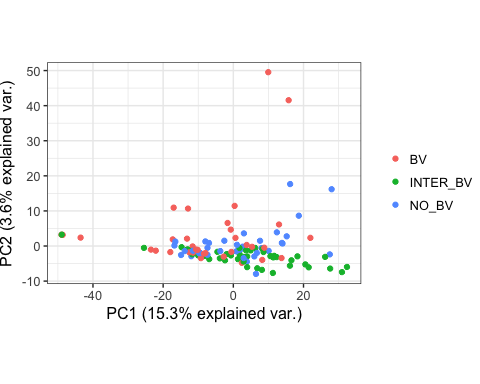 50
40
30
20
10
0
-10
-40
-20
0
20
PC2 (3.6% explained var.)
PC1 (15.3% explained var.)
BV
INTER_BV
NO_BV